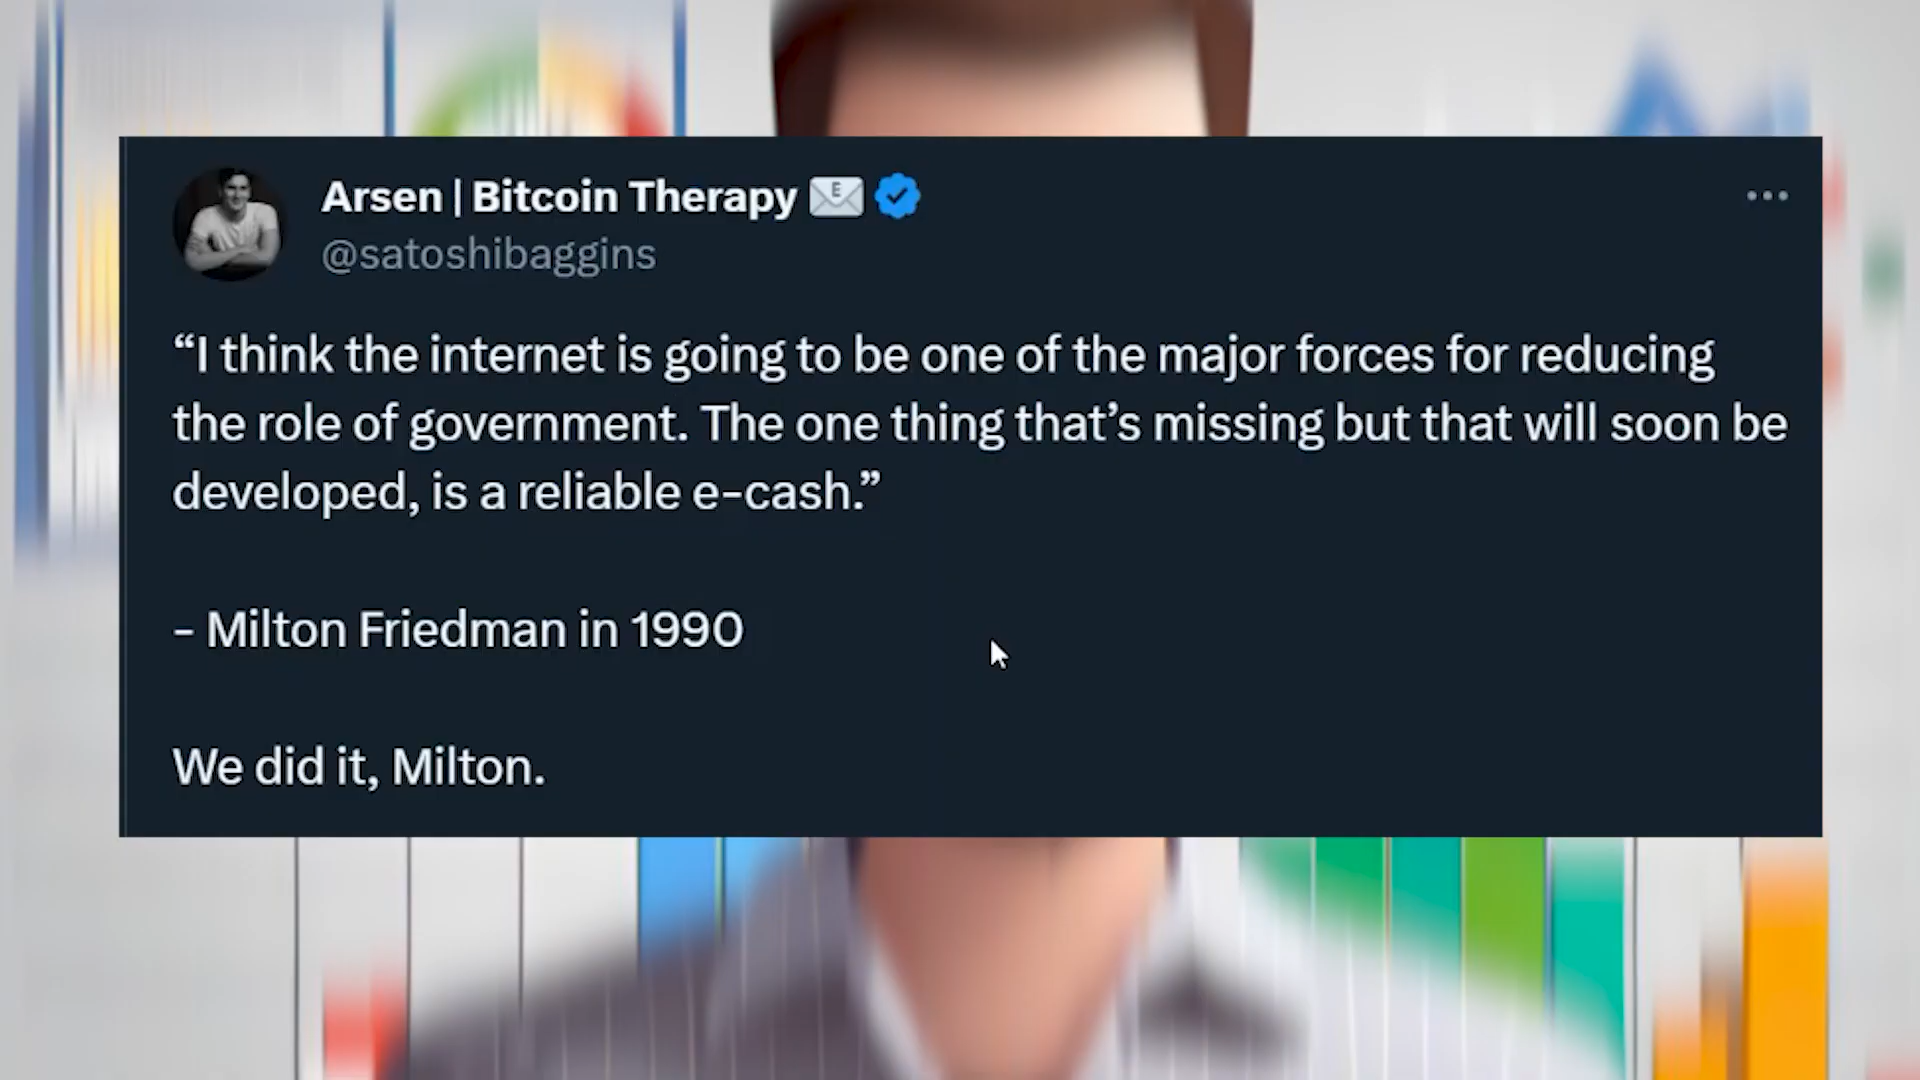 Arsen | Bitcoin Therapy
@satoshibaggins
“I think the internet is going to be one of the major forces for reducing
the role of government. The one thing that’s missing but that will soon be
developed, is a reliable e-cash.”
- Milton Friedman in 1990
We did it, Milton.